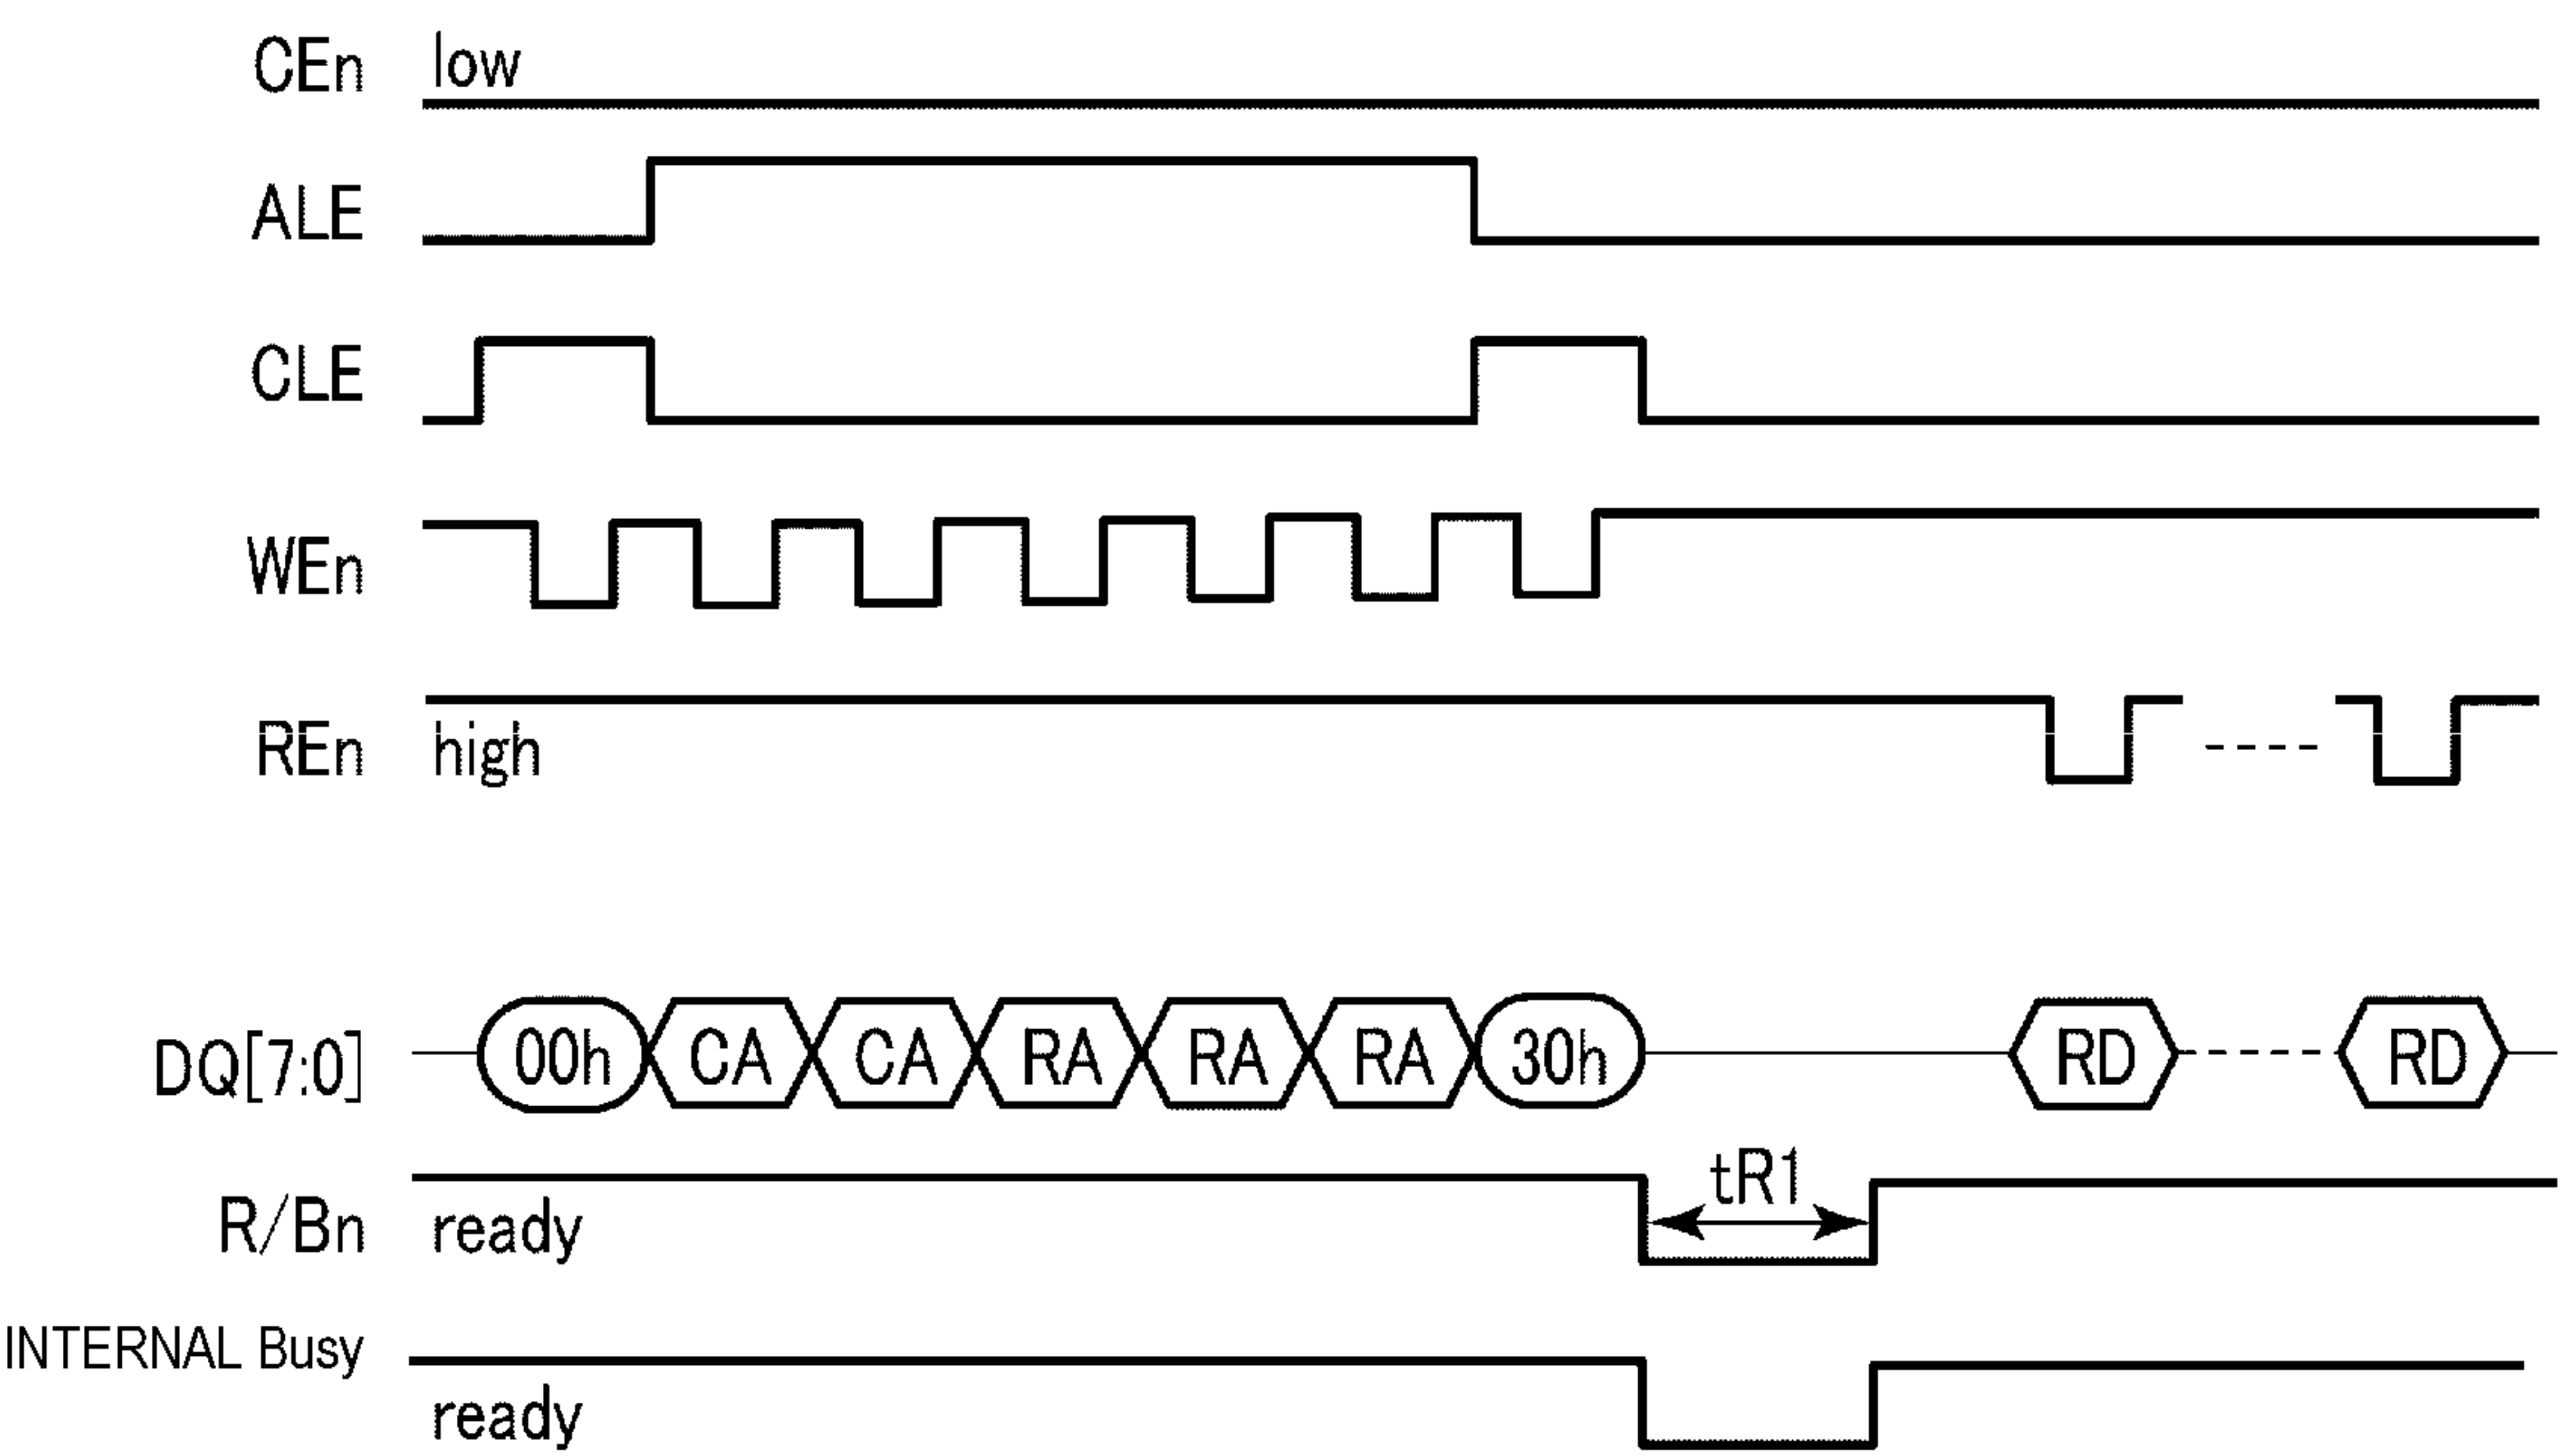 CEn low
ALE
CLE
WEn
REn high
DQ[7:0] 00h CA CA RA RA RA 30h RD RD
tR1
R/Bn ready
INTERNAL Busy
ready